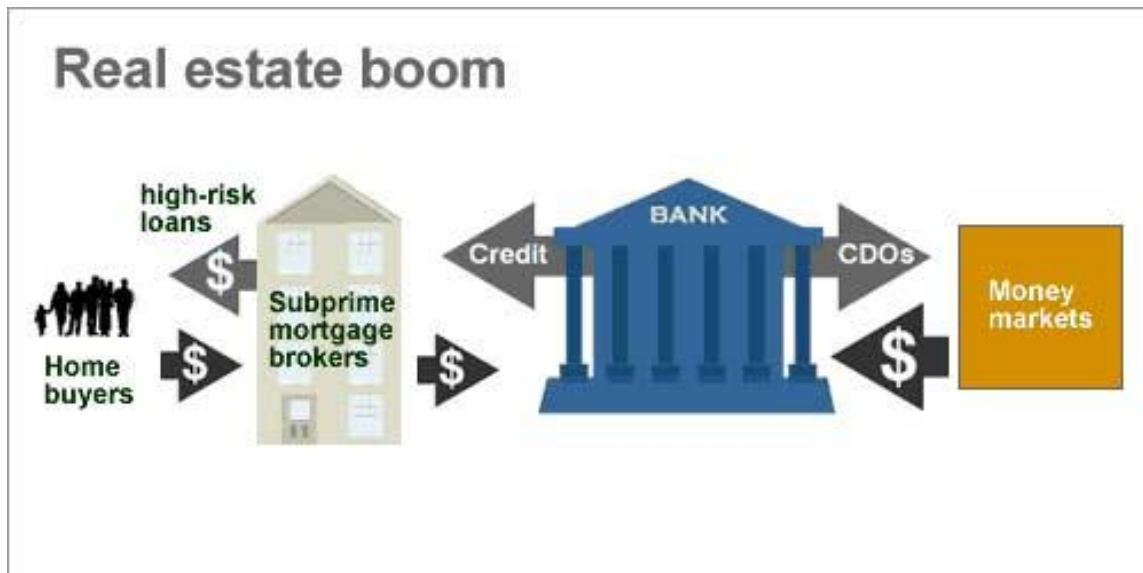 Real estate boom
high-risk
loans
$
Subprime
mortgage
brokers
Home
buyers
$
$
Credit
BANK
CDOs
$
Money
markets